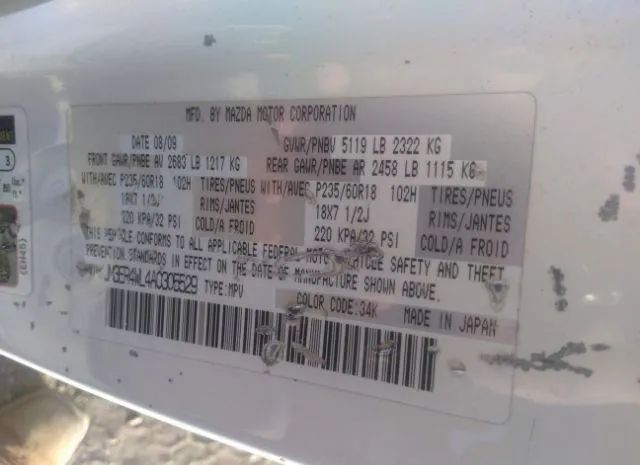 MFD. BY MAZDA MOTOR CORPORATION
DATE 08/09 GVWR/PNBV 5119 LB 2322 KG
FRONT GAWR/PNBE AV 2683 LB 1217 KG REAR GAWR/PNBE AR 2458 LB 1115 KG
WITH/AVEC P235/60R18 102H TIRES/PNEUS WITH/AVEC P235/60R18 102H TIRES/PNEUS
18X7 1/2J RIMS/JANTES 18X7 1/2J RIMS/JANTES
220 KPA/32 PSI COLD/A FROID 220 KPA/32 PSI COLD/A FROID
THIS VEHICLE CONFORMS TO ALL APPLICABLE FEDERAL MOTOR VEHICLE SAFETY AND THEFT
PREVENTION STANDARDS IN EFFECT ON THE DATE OF MANUFACTURE SHOWN ABOVE.
TYPE: MPV
COLOR CODE: 34K MADE IN JAPAN
3
(EH45)